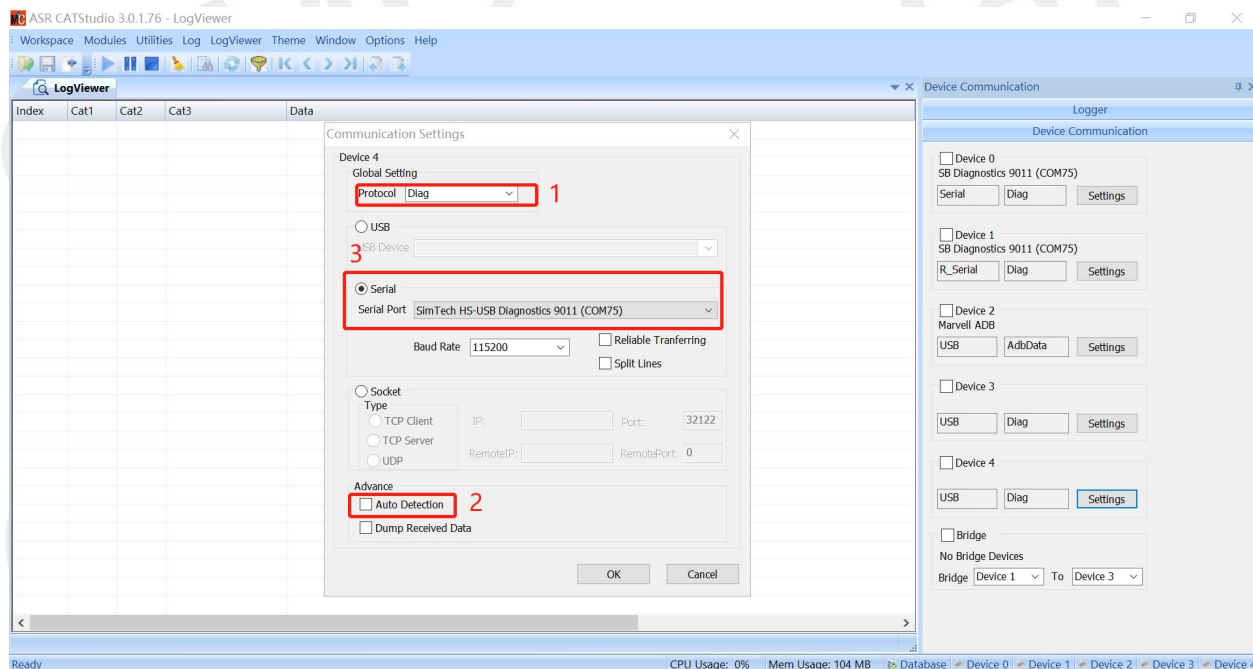 ASR CATStudio 3.0.1.76 - LogViewer
Workspace Modules Utilities Log LogViewer Theme Window Options Help
LogViewer
Index Cat1 Cat2 Cat3 Data
Communication Settings
Device 4
Global Setting
Protocol Diag 1
USB
USB Device
3
Serial
Serial Port SimTech HS-USB Diagnostics 9011 (COM75)
Baud Rate 115200 Reliable Tranferring
Split Lines
Socket
Type
TCP Client IP: Port: 32122
TCP Server
UDP RemoteIP: RemotePort: 0
Advance
Auto Detection 2
Dump Received Data
OK Cancel
Device Communication
Logger
Device Communication
Device 0
SB Diagnostics 9011 (COM75)
Serial Diag Settings
Device 1
SB Diagnostics 9011 (COM75)
R_Serial Diag Settings
Device 2
Marvell ADB
USB AdbData Settings
Device 3
USB Diag Settings
Device 4
USB Diag Settings
Bridge
No Bridge Devices
Bridge Device 1 To Device 3
Ready CPU Usage: 0% Mem Usage: 104 MB Database Device 0 Device 1 Device 2 Device 3 Device 4